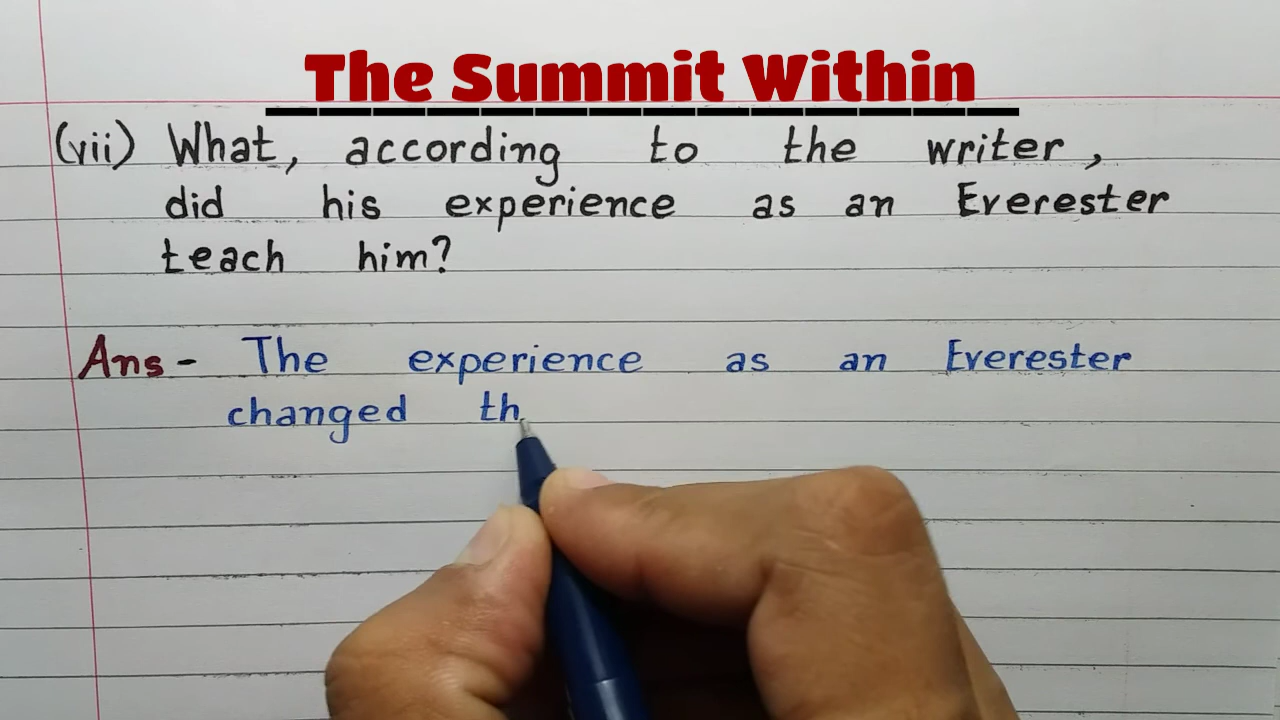 The Summit Within
(vii) What, according to the writer,
did his experience as an Everester
teach him?
Ans - The experience as an Everester
changed th